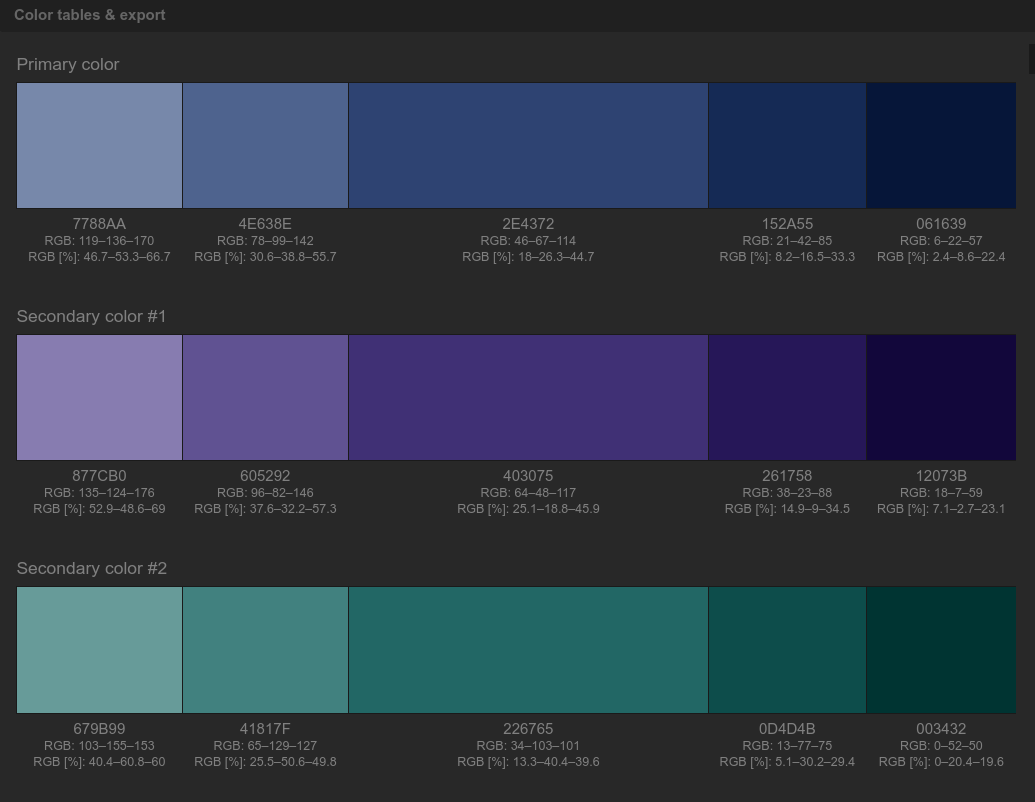 Color tables & export
Primary color
7788AA 4E638E 2E4372 152A55 061639
RGB: 119–136–170 RGB: 78–99–142 RGB: 46–67–114 RGB: 21–42–85 RGB: 6–22–57
RGB [%]: 46.7–53.3–66.7 RGB [%]: 30.6–38.8–55.7 RGB [%]: 18–26.3–44.7 RGB [%]: 8.2–16.5–33.3 RGB [%]: 2.4–8.6–22.4
Secondary color #1
877CB0 605292 403075 261758 12073B
RGB: 135–124–176 RGB: 96–82–146 RGB: 64–48–117 RGB: 38–23–88 RGB: 18–7–59
RGB [%]: 52.9–48.6–69 RGB [%]: 37.6–32.2–57.3 RGB [%]: 25.1–18.8–45.9 RGB [%]: 14.9–9–34.5 RGB [%]: 7.1–2.7–23.1
Secondary color #2
679B99 41817F 226765 0D4D4B 003432
RGB: 103–155–153 RGB: 65–129–127 RGB: 34–103–101 RGB: 13–77–75 RGB: 0–52–50
RGB [%]: 40.4–60.8–60 RGB [%]: 25.5–50.6–49.8 RGB [%]: 13.3–40.4–39.6 RGB [%]: 5.1–30.2–29.4 RGB [%]: 0–20.4–19.6